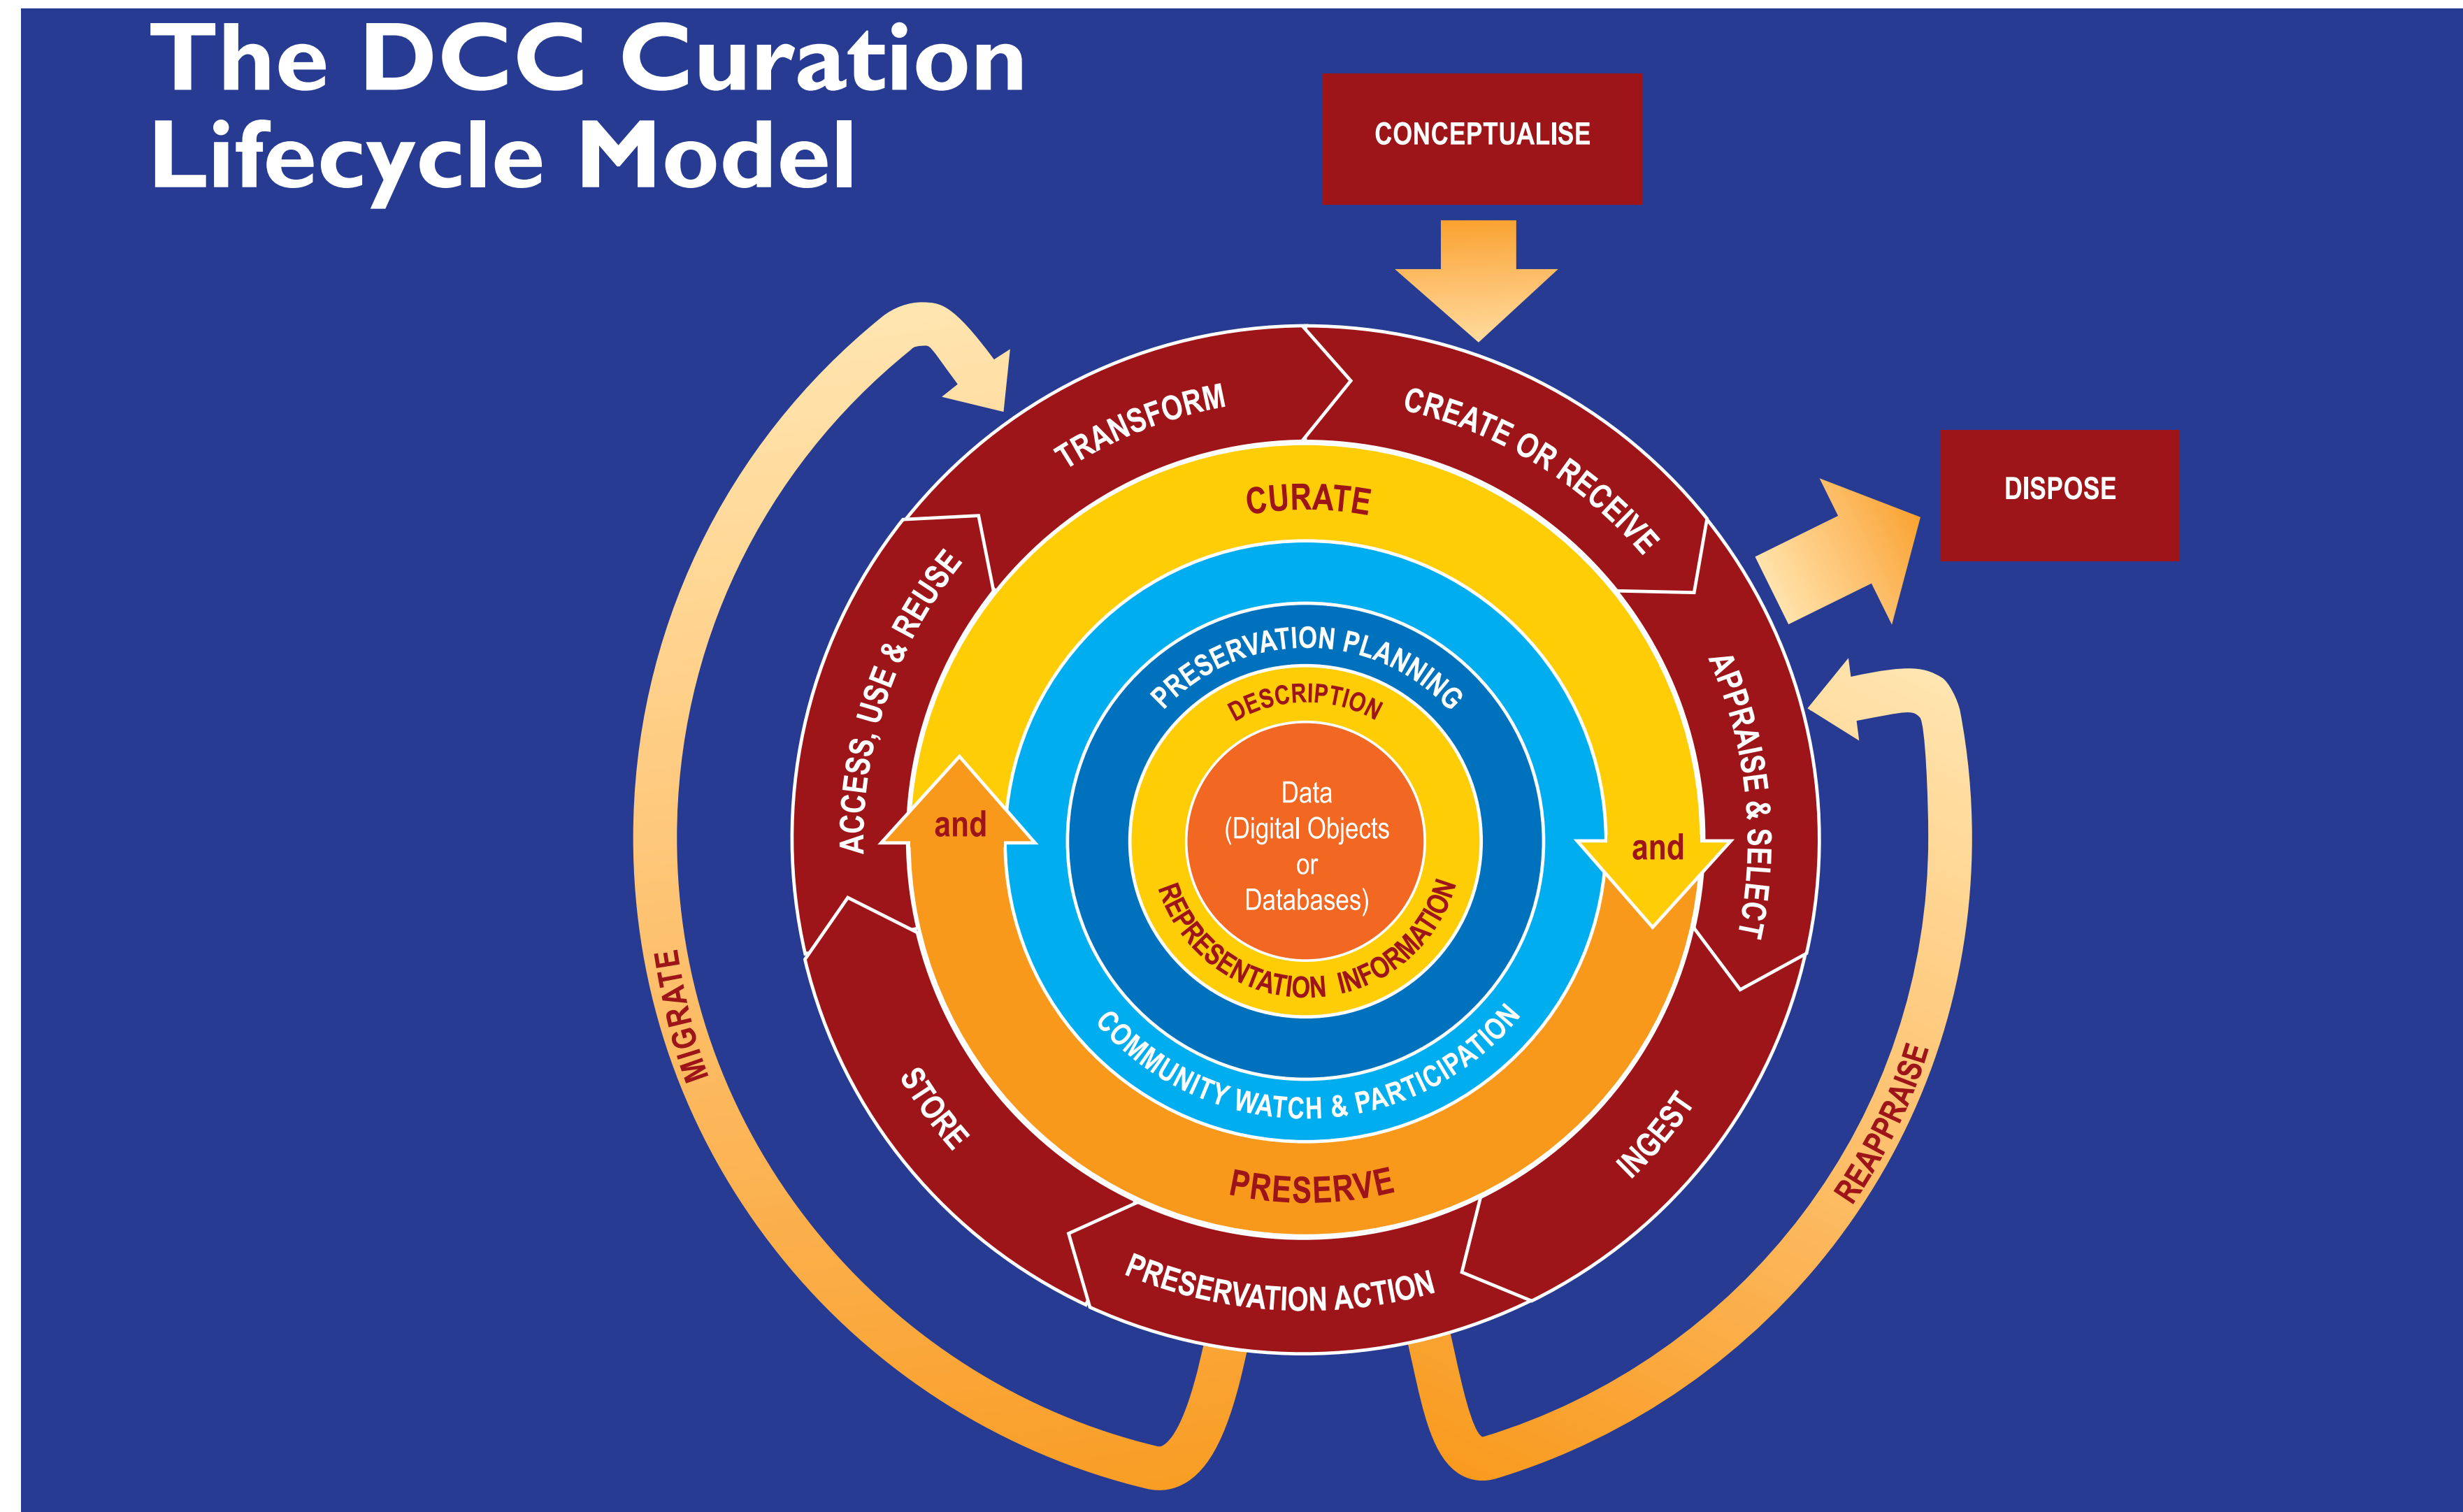 The DCC Curation
Lifecycle Model
CONCEPTUALISE
DISPOSE
TRANSFORM
CREATE OR RECEIVE
APPRAISE & SELECT
INGEST
PRESERVATION ACTION
STORE
ACCESS, USE & REUSE
MIGRATE
REAPPRAISE
CURATE
and
PRESERVE
and
PRESERVATION PLANNING
COMMUNITY WATCH & PARTICIPATION
DESCRIPTION
REPRESENTATION INFORMATION
Data
(Digital Objects
or
Databases)